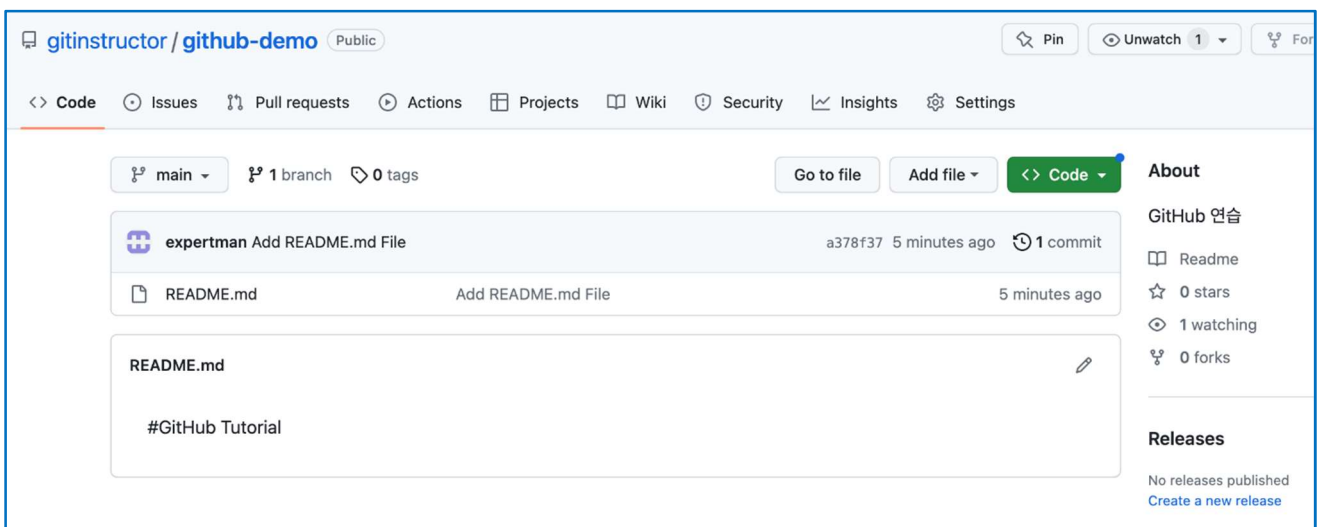 gitinstructor / github-demo Public
Pin
Unwatch 1
Code Issues Pull requests Actions Projects Wiki Security Insights Settings
main 1 branch 0 tags
Go to file Add file <> Code
expertman Add README.md File a378f37 5 minutes ago 1 commit
README.md Add README.md File 5 minutes ago
README.md
#GitHub Tutorial
About
GitHub 연습
Readme
0 stars
1 watching
0 forks
Releases
No releases published
Create a new release